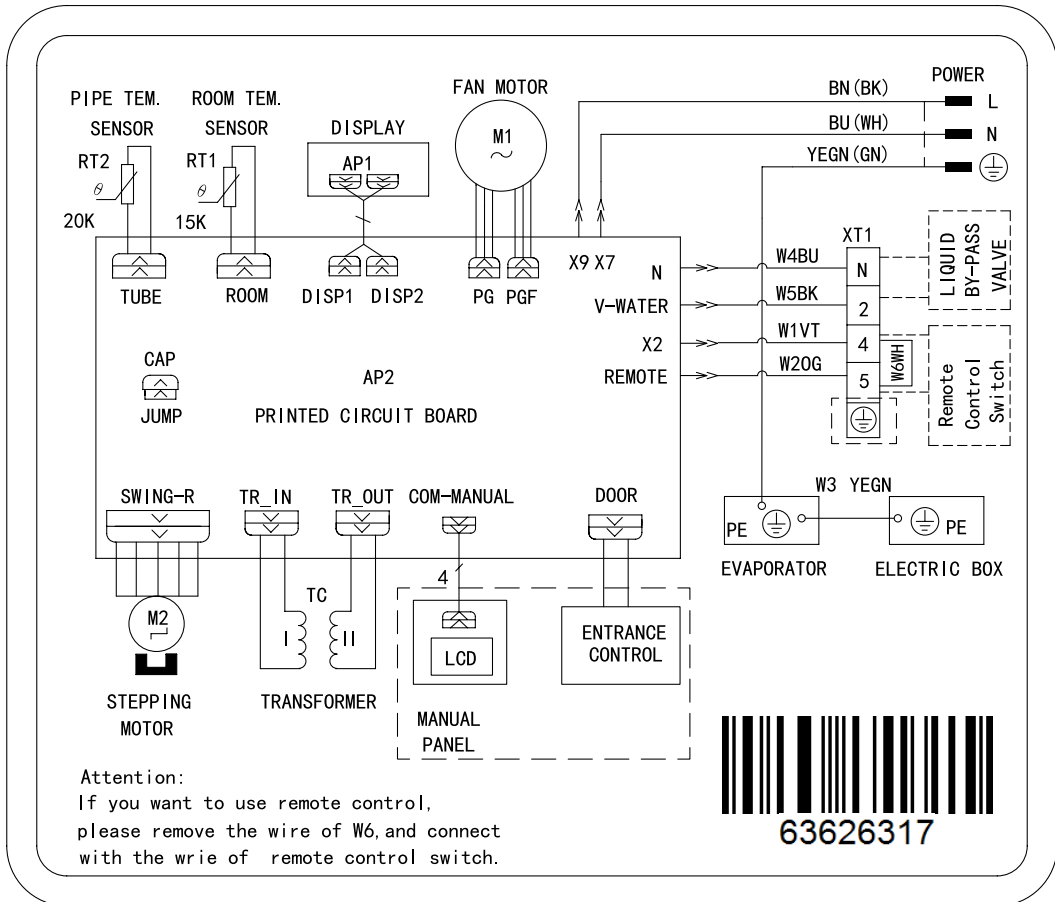 PIPE TEM.
SENSOR
RT2
θ
20K
ROOM TEM.
SENSOR
RT1
θ
15K
DISPLAY
AP1
FAN MOTOR
M1
~
POWER
BN(BK)
L
BU(WH)
N
YEGN(GN)
TUBE
ROOM
DISP1
DISP2
PG
PGF
X9 X7
N
V-WATER
X2
REMOTE
W4BU
W5BK
W1VT
W2OG
XT1
N
2
4
5
W6WH
LIQUID
BY-PASS
VALVE
Remote
Control
Switch
CAP
JUMP
AP2
PRINTED CIRCUIT BOARD
SWING-R
TR_IN
TR_OUT
COM-MANUAL
DOOR
W3 YEGN
PE
PE
EVAPORATOR
ELECTRIC BOX
M2
STEPPING
MOTOR
TC
I
II
TRANSFORMER
4
LCD
MANUAL
PANEL
ENTRANCE
CONTROL
Attention:
If you want to use remote control,
please remove the wire of W6,and connect
with the wrie of remote control switch.
63626317